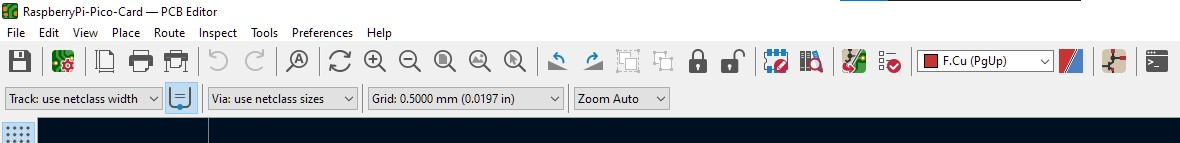 RaspberryPi-Pico-Card — PCB Editor
File Edit View Place Route Inspect Tools Preferences Help
F.Cu (PgUp)
Track: use netclass width Via: use netclass sizes Grid: 0.5000 mm (0.0197 in) Zoom Auto